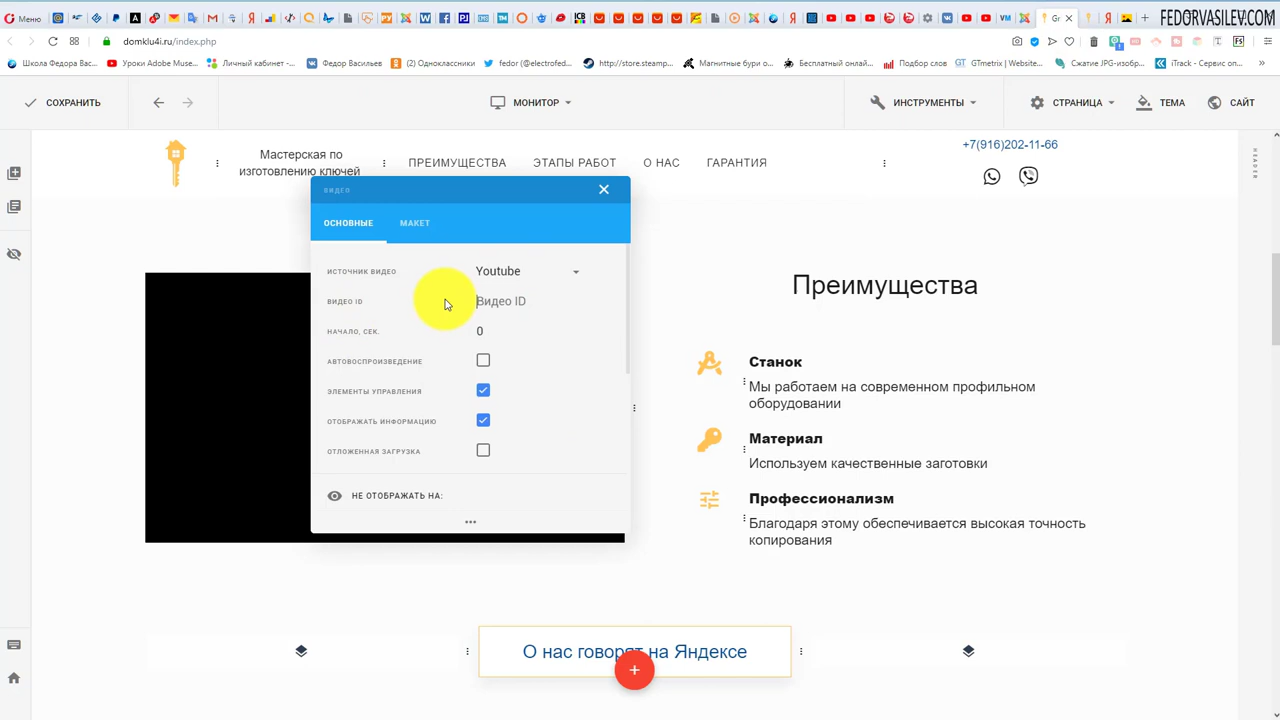 Меню
Gr
FEDORVASILEV.COM
domklu4i.ru/index.php
Школа Федора Вас...
Уроки Adobe Muse...
Личный кабинет -...
Федор Васильев
(2) Одноклассники
fedor (@electrofed...
http://store.steamp...
Магнитные бури о...
Бесплатный онлай...
Подбор слов
GTmetrix | Website...
Сжатие JPG-изобр...
iTrack - Сервис оп...
СОХРАНИТЬ
МОНИТОР
ИНСТРУМЕНТЫ
СТРАНИЦА
ТЕМА
САЙТ
Мастерская по
изготовлению ключей
ПРЕИМУЩЕСТВА
ЭТАПЫ РАБОТ
О НАС
ГАРАНТИЯ
+7(916)202-11-66
HEADER
ВИДЕО
ОСНОВНЫЕ
МАКЕТ
ИСТОЧНИК ВИДЕО
Youtube
ВИДЕО ID
Видео ID
НАЧАЛО, СЕК.
0
АВТОВОСПРОИЗВЕДЕНИЕ
ЭЛЕМЕНТЫ УПРАВЛЕНИЯ
ОТОБРАЖАТЬ ИНФОРМАЦИЮ
ОТЛОЖЕННАЯ ЗАГРУЗКА
НЕ ОТОБРАЖАТЬ НА:
Преимущества
Станок
Мы работаем на современном профильном
оборудовании
Материал
Используем качественные заготовки
Профессионализм
Благодаря этому обеспечивается высокая точность
копирования
О нас говорят на Яндексе